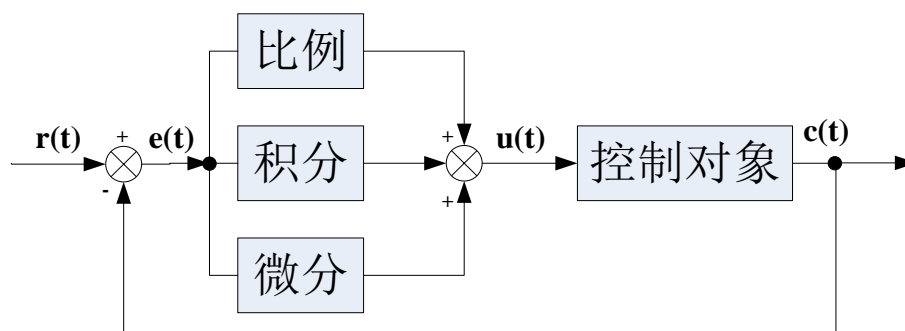 比例
r(t)
+
e(t)
-
积分
+
+
u(t)
控制对象
c(t)
微分